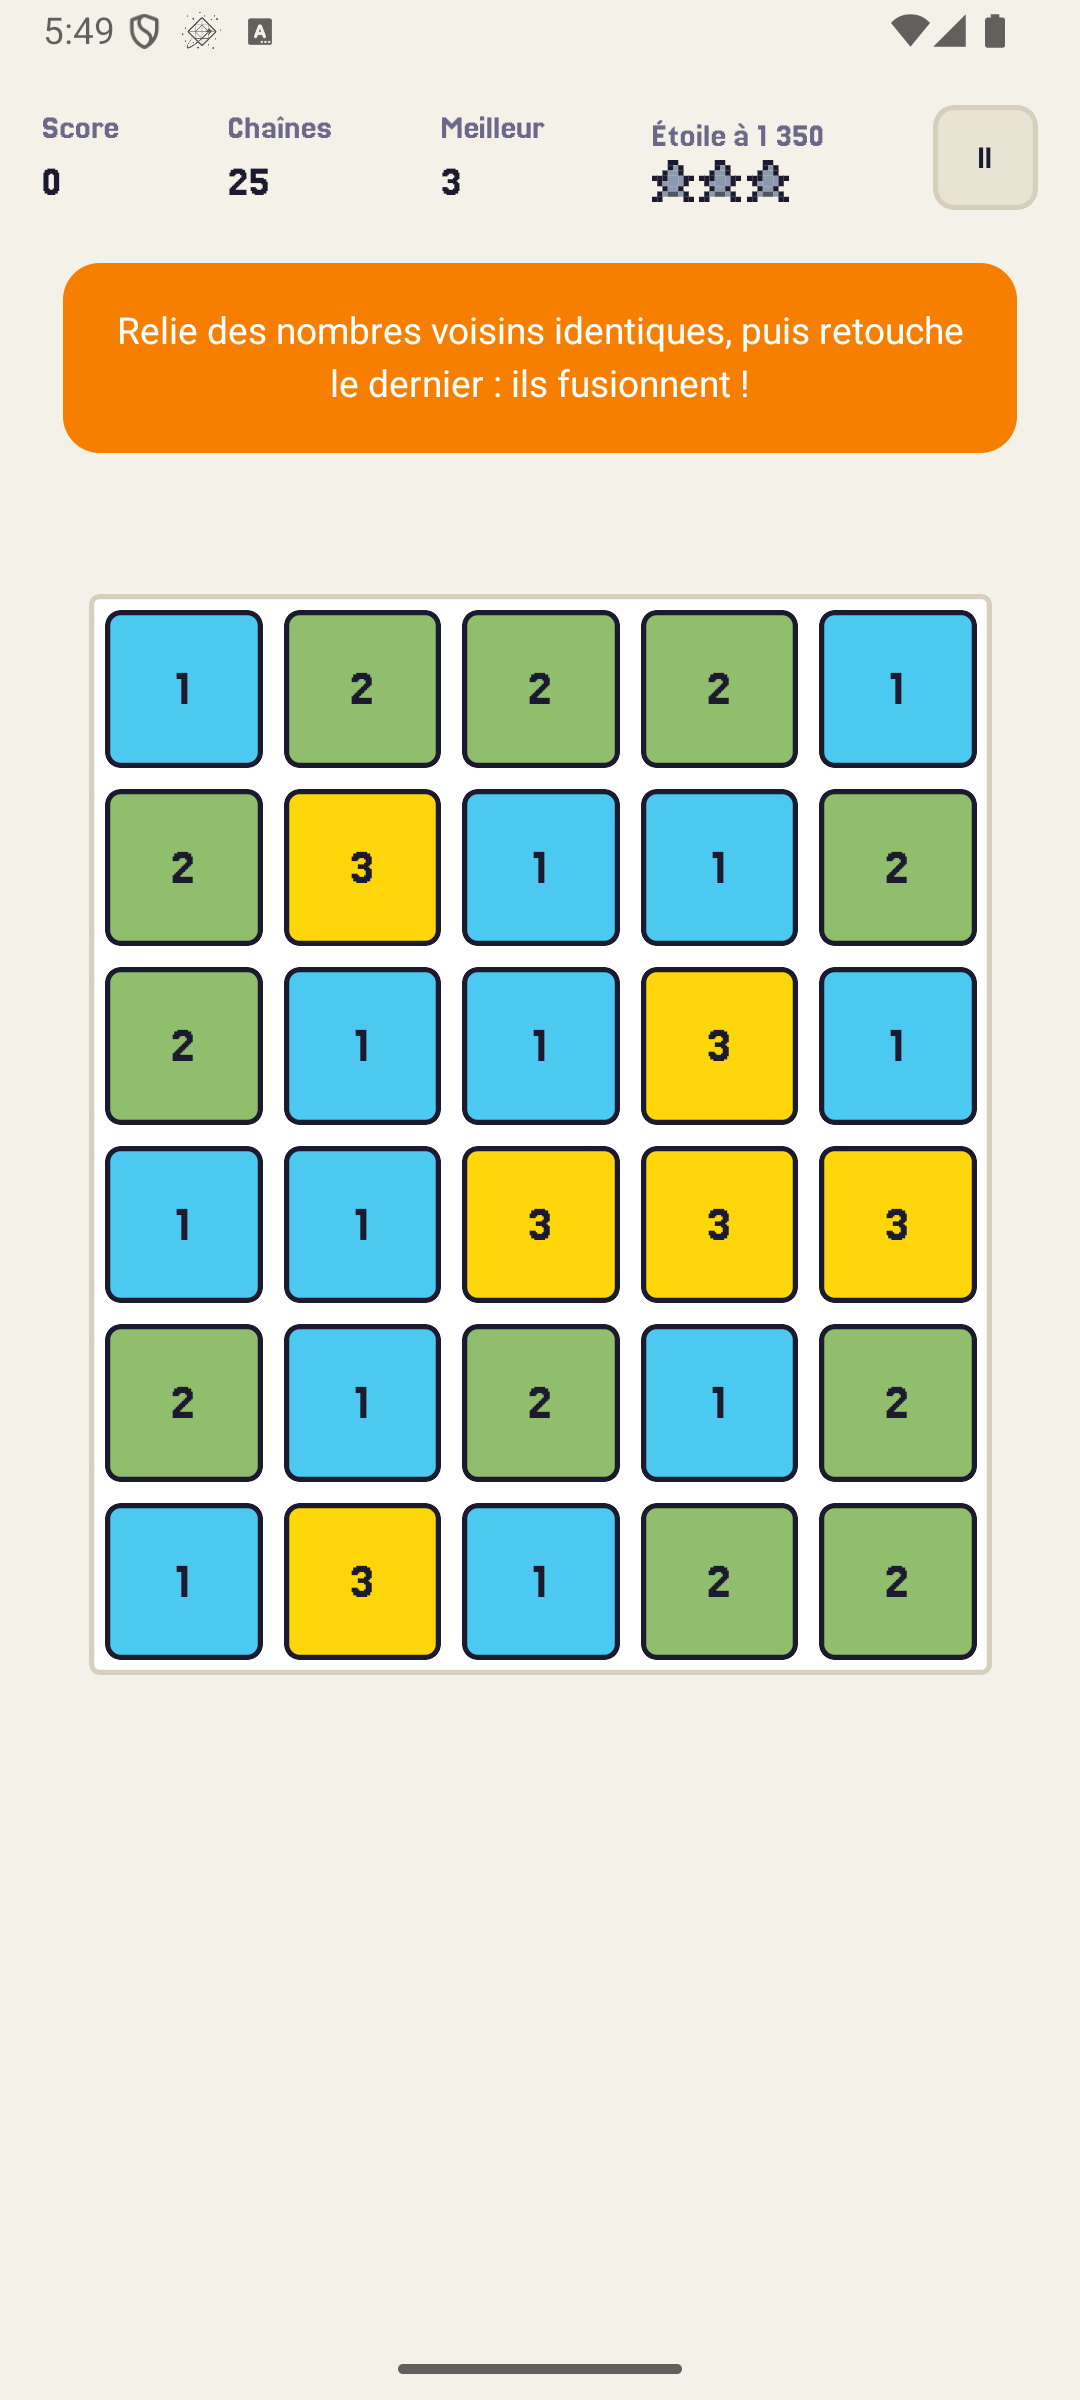 5:49
Score Chaînes Meilleur Étoile à 1 350
0 25 3
Relie des nombres voisins identiques, puis retouche
le dernier : ils fusionnent !
1 2 2 2 1
2 3 1 1 2
2 1 1 3 1
1 1 3 3 3
2 1 2 1 2
1 3 1 2 2